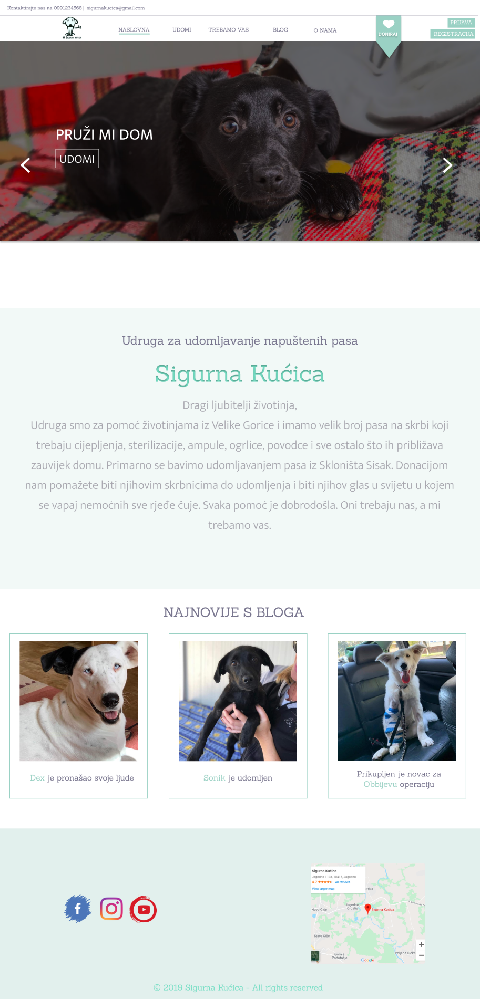 Kontaktirajte nas na 0991234568 | sigurnakucica@gmail.com
Sigurna kućica
NASLOVNA
UDOMI
TREBAMO VAS
BLOG
O NAMA
DONIRAJ
PRIJAVA
REGISTRACIJA
PRUŽI MI DOM
UDOMI
Udruga za udomljavanje napuštenih pasa
Sigurna Kućica
Dragi ljubitelji životinja,
Udruga smo za pomoć životinjama iz Velike Gorice i imamo velik broj pasa na skrbi koji
trebaju cijepljenja, sterilizacije, ampule, ogrlice, povodce i sve ostalo što ih približava
zauvijek domu. Primarno se bavimo udomljavanjem pasa iz Skloništa Sisak. Donacijom
nam pomažete biti njihovim skrbnicima do udomljenja i biti njihov glas u svijetu u kojem
se vapaj nemoćnih sve rjeđe čuje. Svaka pomoć je dobrodošla. Oni trebaju nas, a mi
trebamo vas.
NAJNOVIJE S BLOGA
Dex je pronašao svoje ljude
Sonik je udomljen
Prikupljen je novac za
Obbijevu operaciju
Sigurna Kućica
Jagodno 113a, 10415, Jagodno
4.7 40 reviews
View larger map
onica
Novo Čiče
Jagodno,
Croatia
Sigurna Kućica
Staro Čiče
Gornje
Podotočje
Poljana Čička
Google
© 2019 Sigurna Kućica - All rights reserved